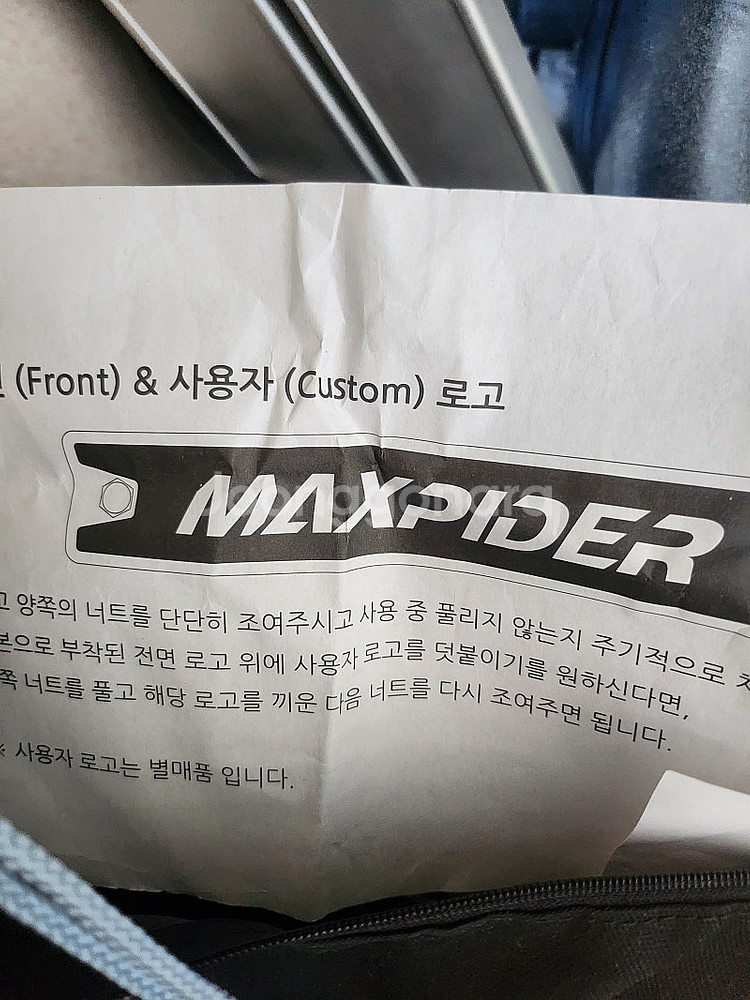 (Front) & 사용자 (Custom) 로고
MAXPIDER
고 양쪽의 너트를 단단히 조여주시고 사용 중 풀리지 않는지 주기적으로
본으로 부착된 전면 로고 위에 사용자 로고를 덧붙이기를 원하신다면,
쪽 너트를 풀고 해당 로고를 끼운 다음 너트를 다시 조여주면 됩니다.
※ 사용자 로고는 별매품 입니다.